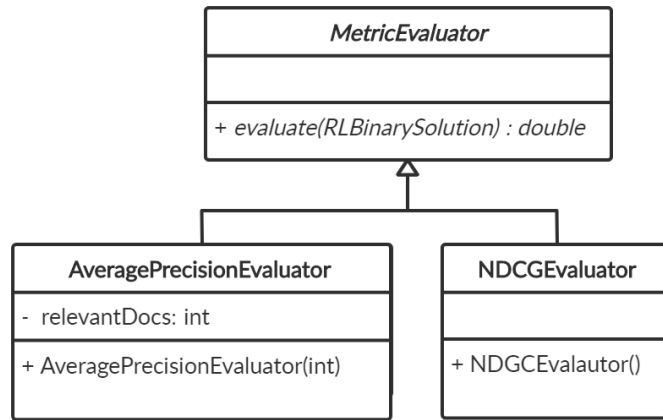 MetricEvaluator
+ evaluate(RLBinarySolution) : double
AveragePrecisionEvaluator
- relevantDocs: int
+ AveragePrecisionEvaluator(int)
NDCGEvaluator
+ NDGCEvalautor()